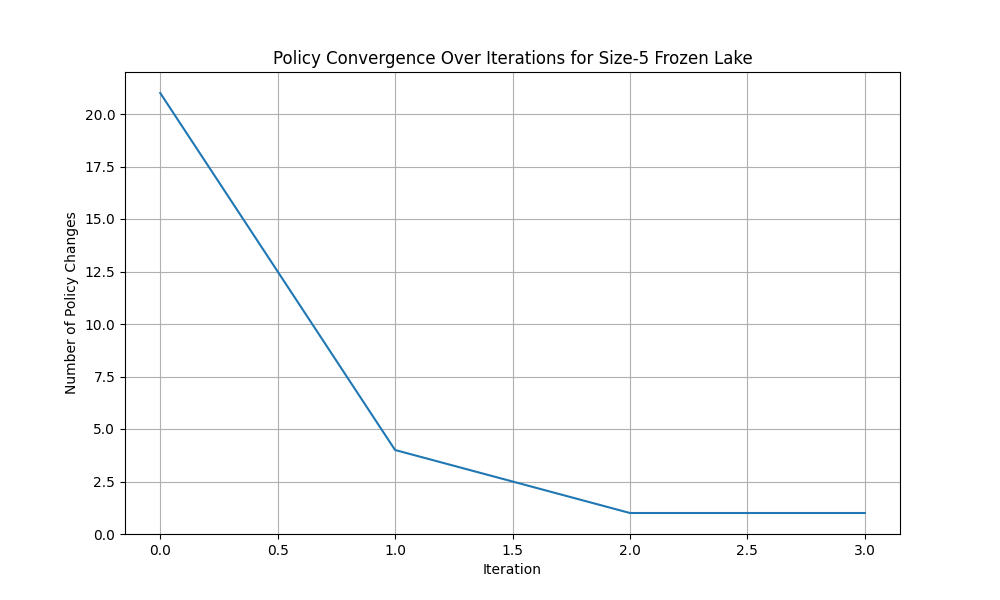 Policy Convergence Over Iterations for Size-5 Frozen Lake
Number of Policy Changes
20.0
17.5
15.0
12.5
10.0
7.5
5.0
2.5
0.0
0.0 0.5 1.0 1.5 2.0 2.5 3.0
Iteration